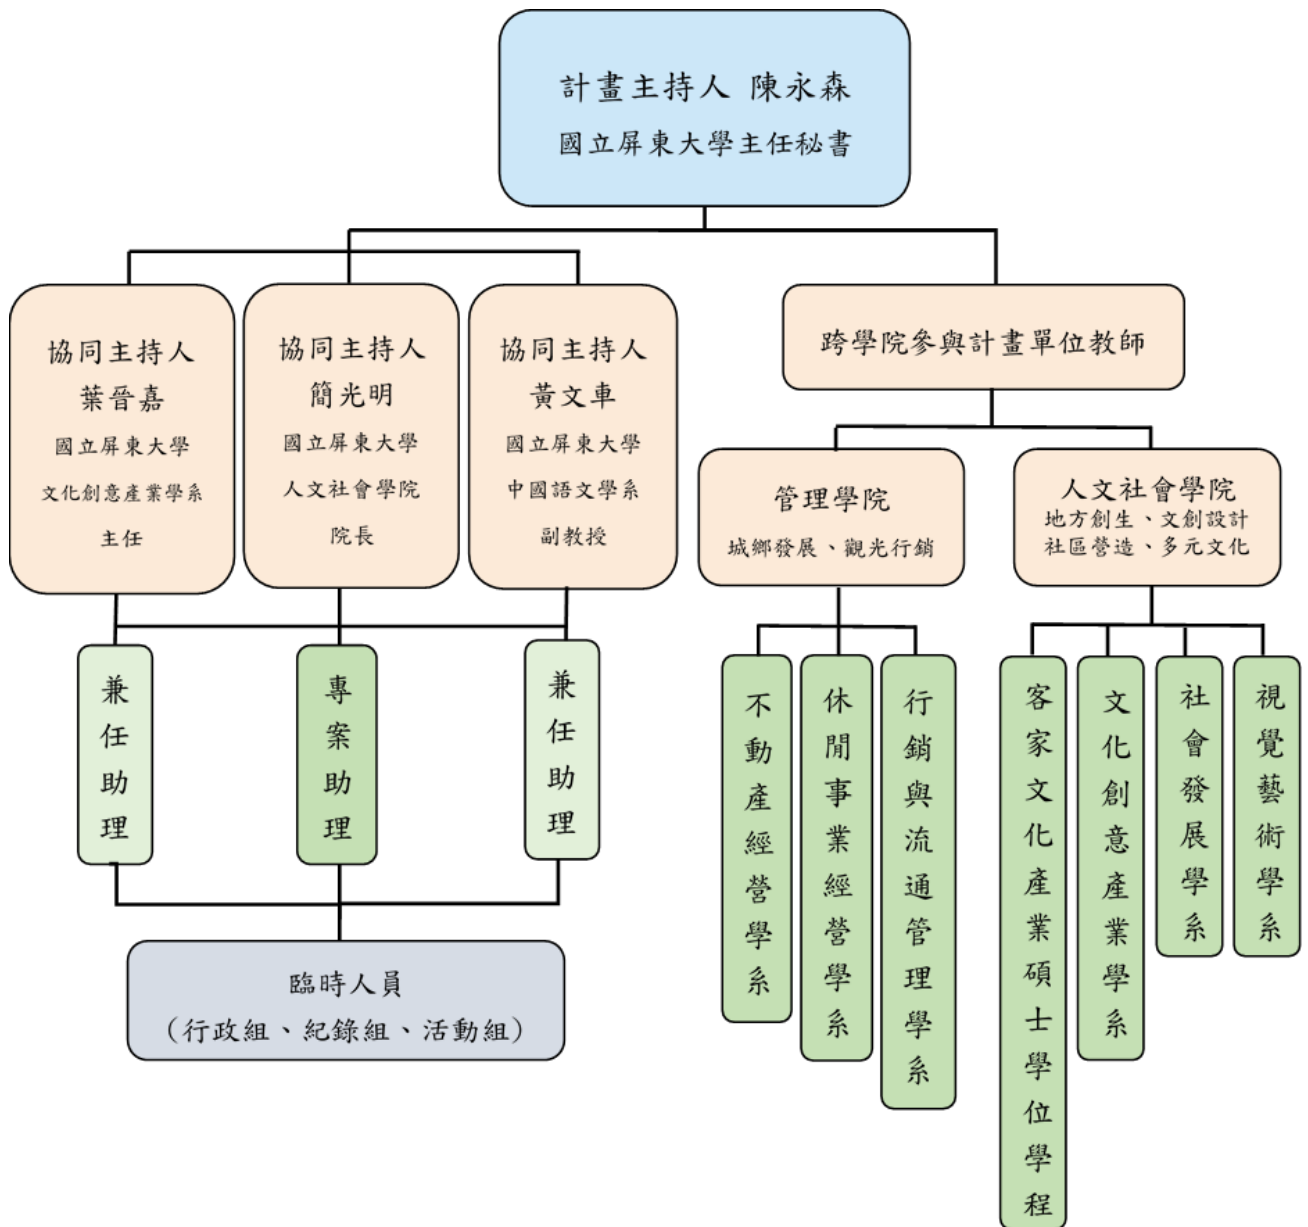 計畫主持人 陳永森
國立屏東大學主任秘書
協同主持人
葉晉嘉
國立屏東大學
文化創意產業學系
主任
協同主持人
簡光明
國立屏東大學
人文社會學院
院長
協同主持人
黃文車
國立屏東大學
中國語文學系
副教授
跨學院參與計畫單位教師
管理學院
城鄉發展、觀光行銷
人文社會學院
地方創生、文創設計
社區營造、多元文化
兼任助理
專案助理
兼任助理
臨時人員
（行政組、紀錄組、活動組）
不動產經營學系
休閒事業經營學系
行銷與流通管理學系
客家文化產業碩士學位學程
文化創意產業學系
社會發展學系
視覺藝術學系